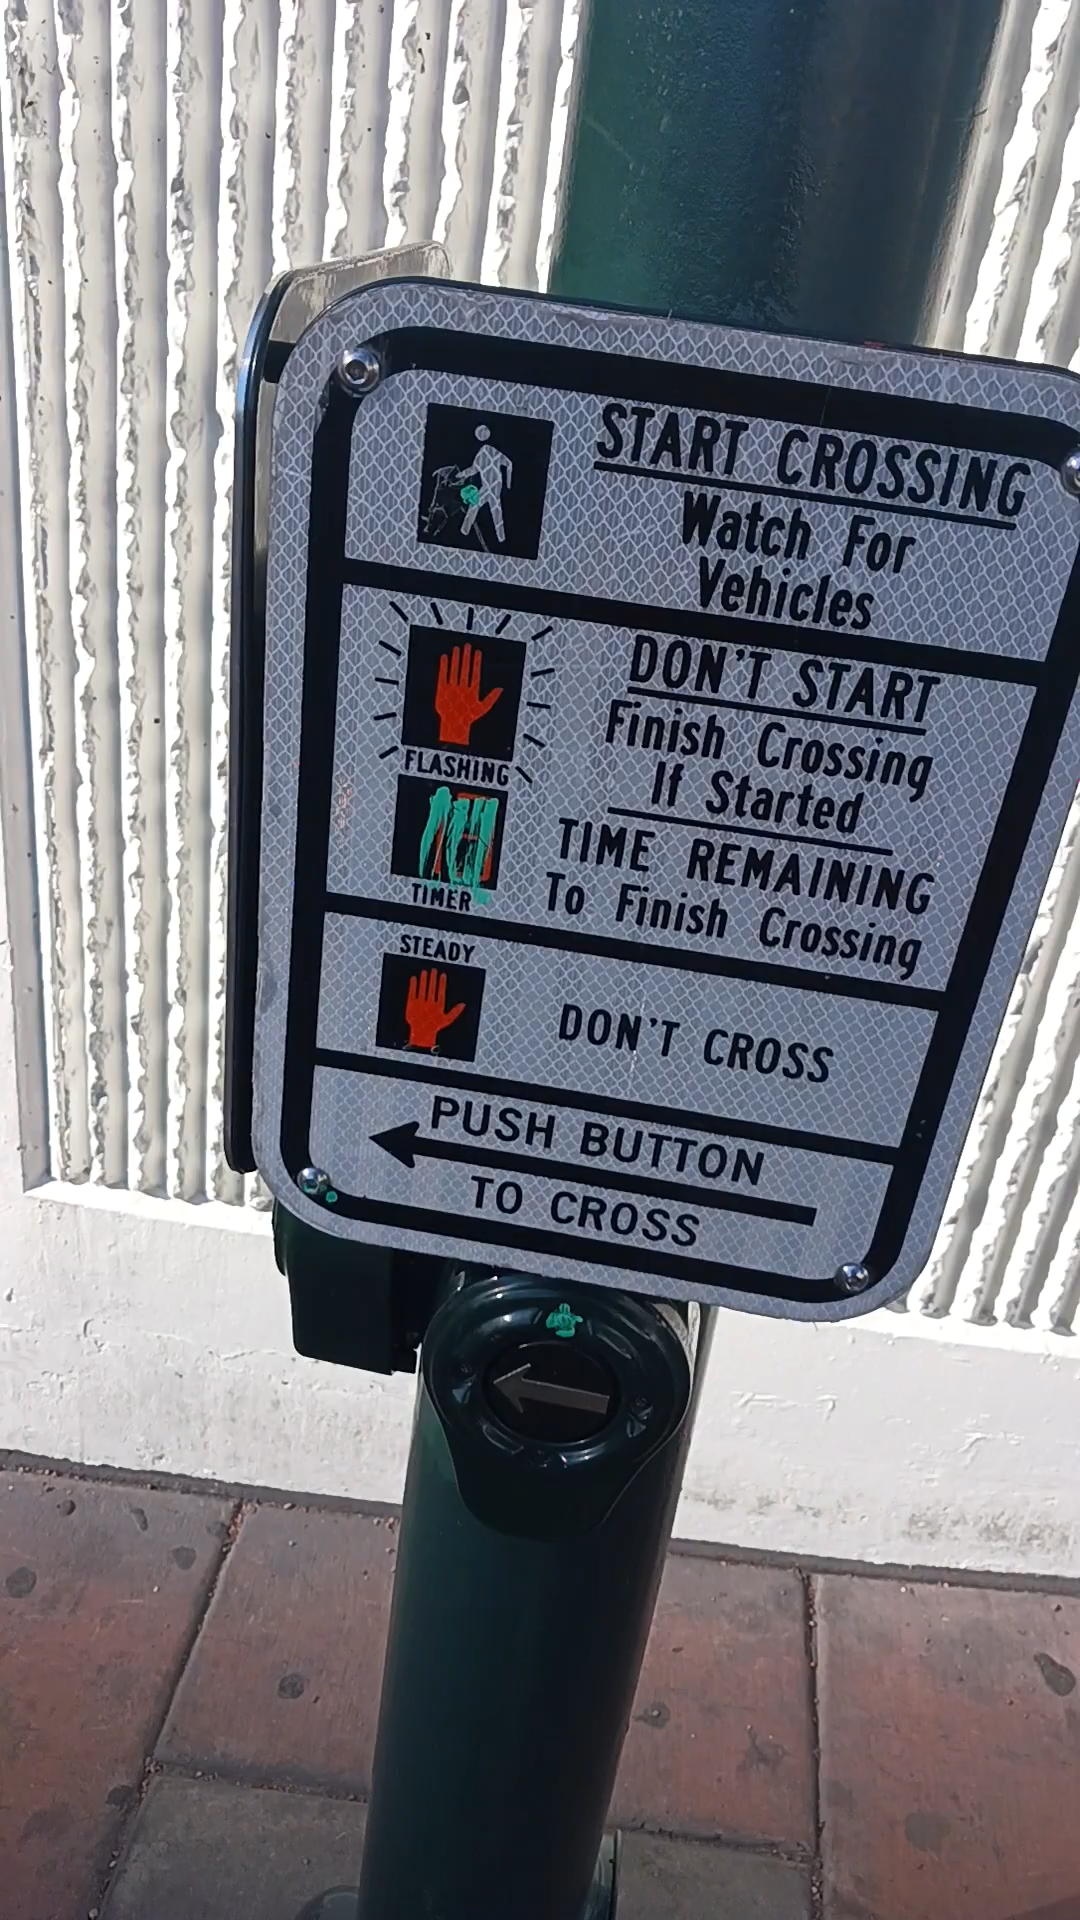 START CROSSING
Watch For
Vehicles
DON'T START
Finish Crossing
If Started
FLASHING
TIME REMAINING
To Finish Crossing
TIMER
STEADY
DON'T CROSS
PUSH BUTTON
TO CROSS